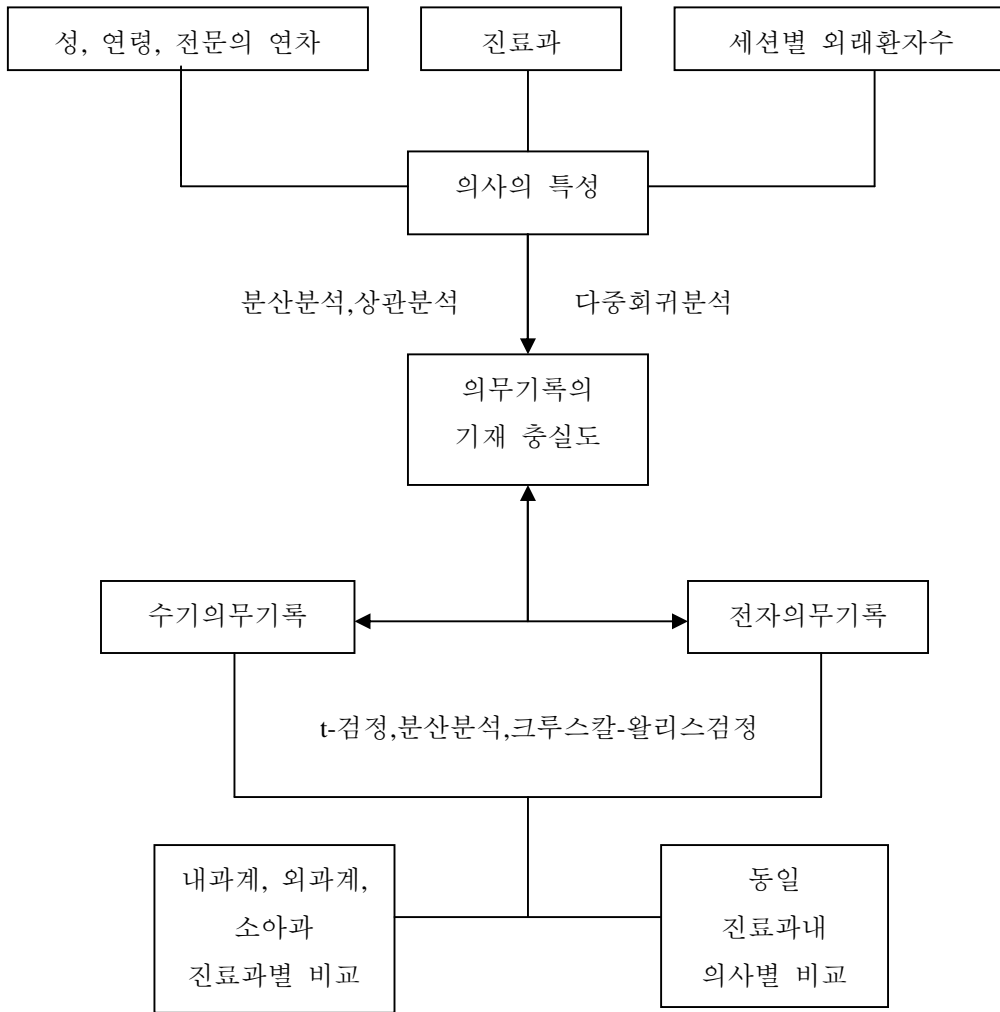 성, 연령, 전문의 연차
진료과
세션별 외래환자수
의사의 특성
분산분석,상관분석
다중회귀분석
의무기록의
기재 충실도
수기의무기록
전자의무기록
t-검정,분산분석,크루스칼-왈리스검정
내과계, 외과계,
소아과
진료과별 비교
동일
진료과내
의사별 비교